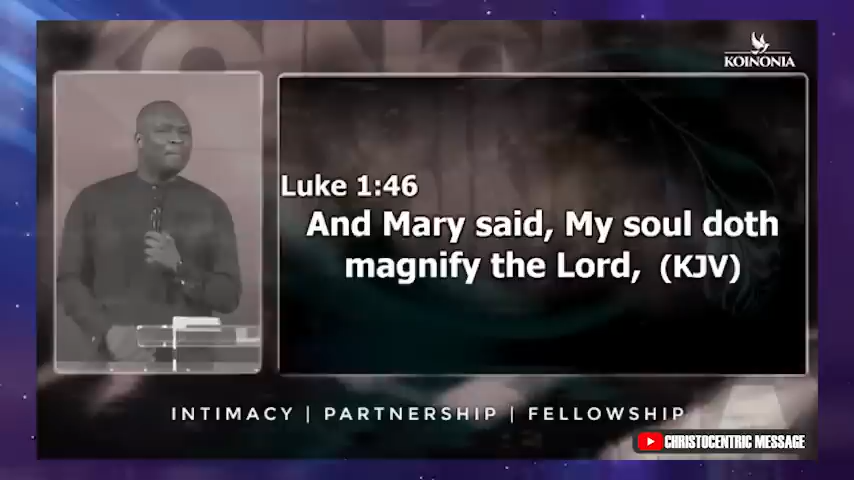 KOINONIA
Luke 1:46
And Mary said, My soul doth
magnify the Lord, (KJV)
INTIMACY | PARTNERSHIP | FELLOWSHIP
CHRISTOCENTRIC MESSAGE